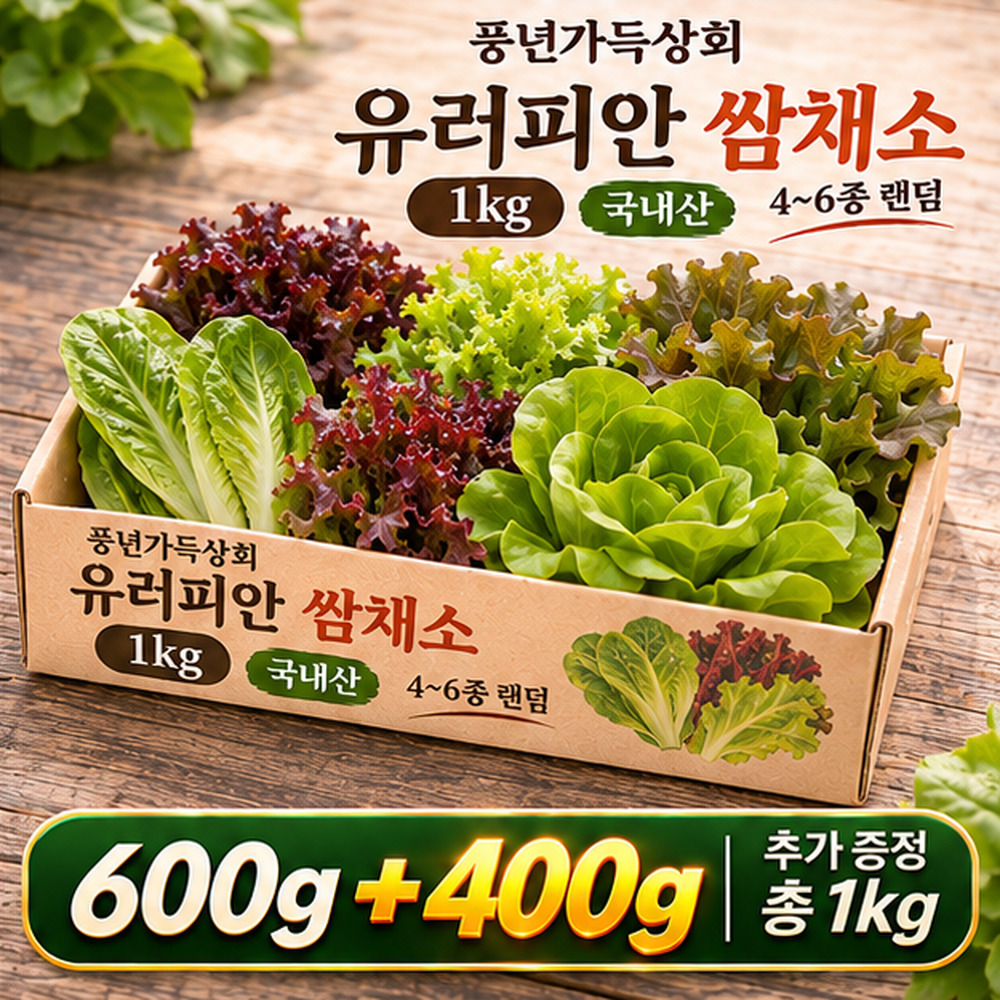 풍년가득상회
유러피안 쌈채소
1kg 국내산 4~6종 랜덤
풍년가득상회
유러피안 쌈채소
1kg 국내산 4~6종 랜덤
600g+400g
추가 증정
총 1kg